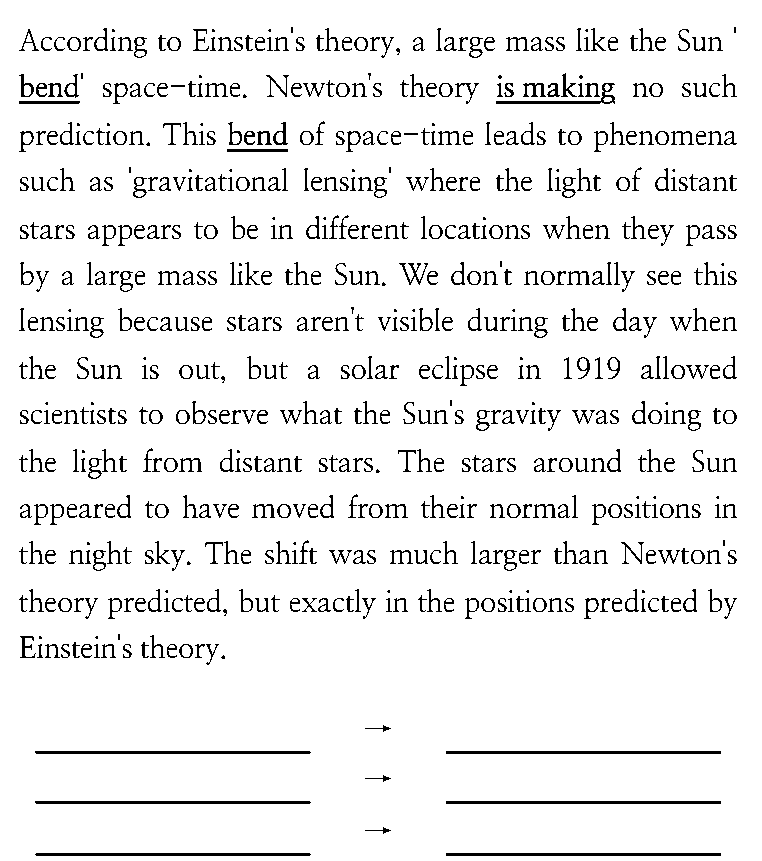 According to Einstein's theory, a large mass like the Sun '
bend' space-time. Newton's theory is making no such
prediction. This bend of space-time leads to phenomena
such as 'gravitational lensing' where the light of distant
stars appears to be in different locations when they pass
by a large mass like the Sun. We don't normally see this
lensing because stars aren't visible during the day when
the Sun is out, but a solar eclipse in 1919 allowed
scientists to observe what the Sun's gravity was doing to
the light from distant stars. The stars around the Sun
appeared to have moved from their normal positions in
the night sky. The shift was much larger than Newton's
theory predicted, but exactly in the positions predicted by
Einstein's theory.
→
→
→